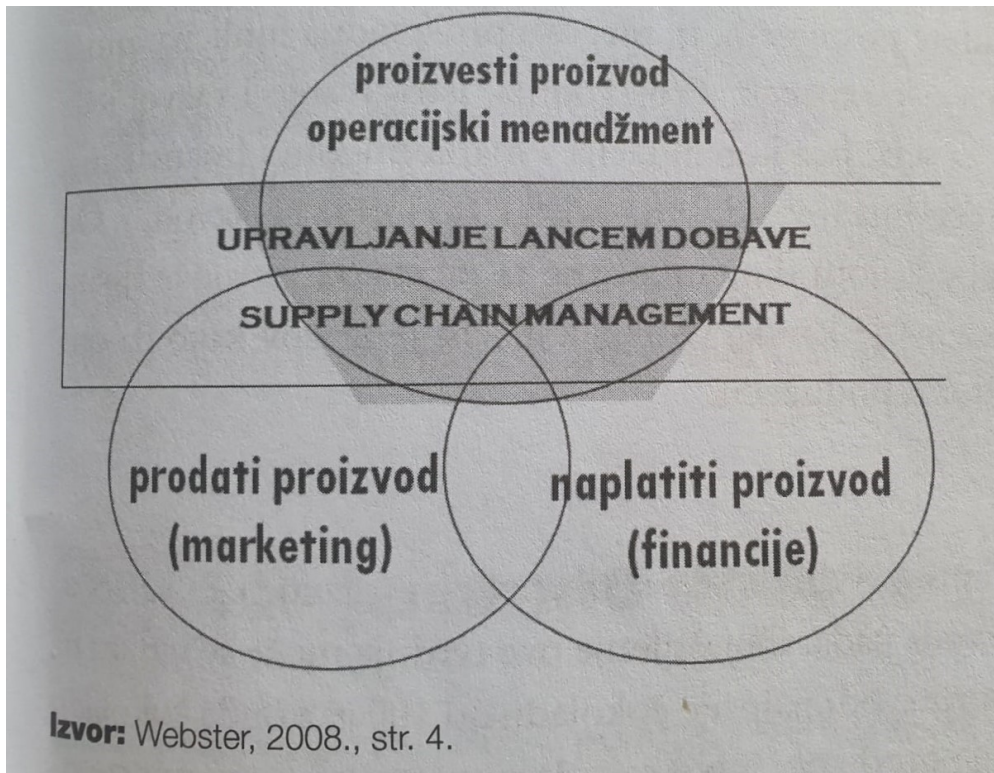 proizvesti proizvod
operacijski menadžment
UPRAVLJANJE LANCEM DOBAVE
SUPPLY CHAIN MANAGEMENT
prodati proizvod
(marketing)
naplatiti proizvod
(financije)
Izvor: Webster, 2008., str. 4.